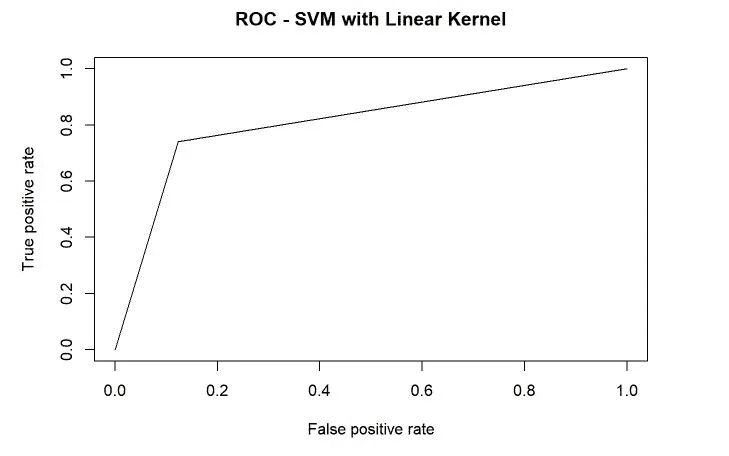 ROC - SVM with Linear Kernel
True positive rate
1.0
0.8
0.6
0.4
0.2
0.0
0.0 0.2 0.4 0.6 0.8 1.0
False positive rate